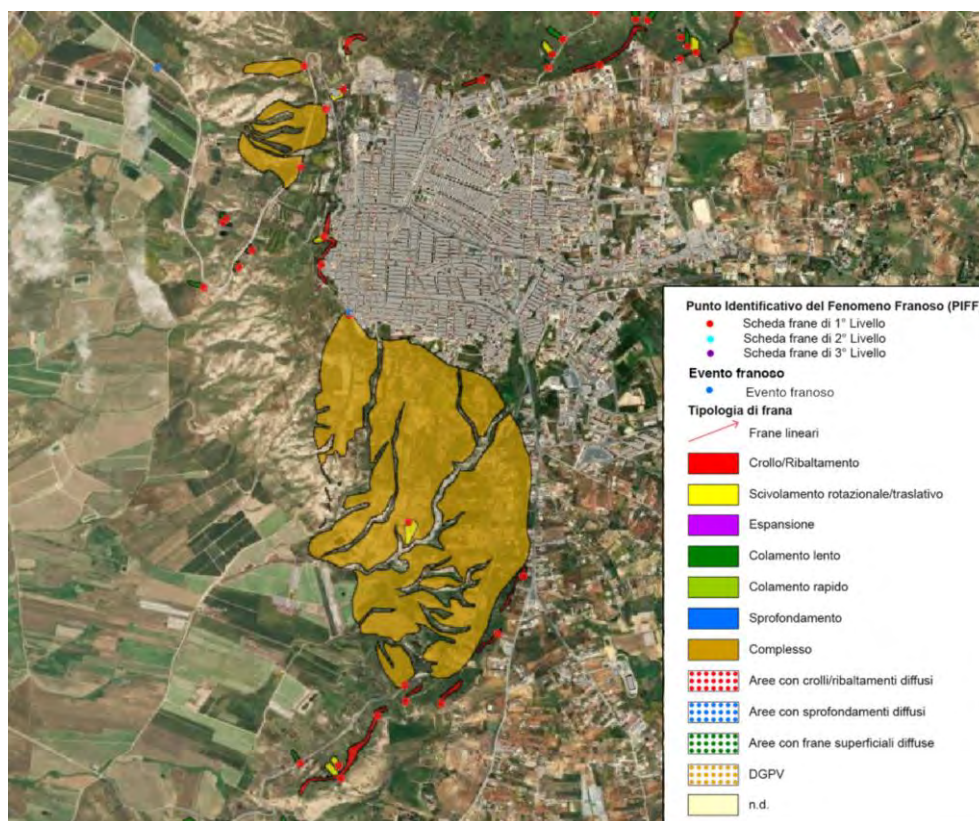 Punto Identificativo del Fenomeno Franoso (PIFF
Scheda frane di 1° Livello
Scheda frane di 2° Livello
Scheda frane di 3° Livello
Evento franoso
Evento franoso
Tipologia di frana
Frane lineari
Crollo/Ribaltamento
Scivolamento rotazionale/traslativo
Espansione
Colamento lento
Colamento rapido
Sprofondamento
Complesso
Aree con crolli/ribaltamenti diffusi
Aree con sprofondamenti diffusi
Aree con frane superficiali diffuse
DGPV
n.d.